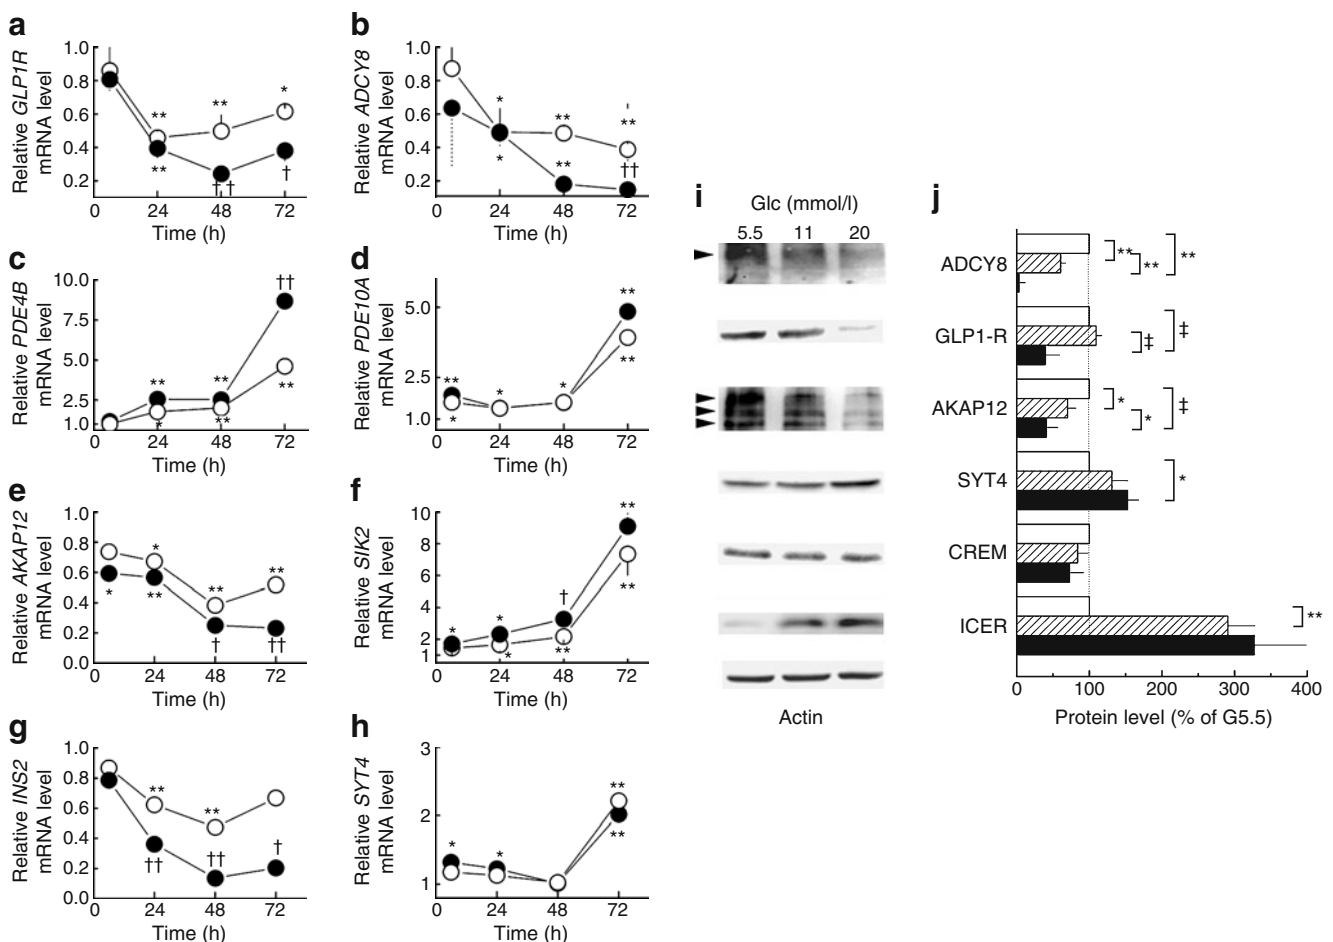 a
Relative GLP1R
mRNA level
1.0
0.8
0.6
0.4
0.2
**
**
*
**
††
†
0 24 48 72
Time (h)
b
Relative ADCY8
mRNA level
1.0
0.8
0.6
0.4
0.2
*
**
**
*
**
††
0 24 48 72
Time (h)
c
Relative PDE4B
mRNA level
10.0
7.5
5.0
2.5
1.0
††
**
**
*
**
**
0 24 48 72
Time (h)
d
Relative PDE10A
mRNA level
5.0
2.5
1.0
**
**
**
*
*
*
0 24 48 72
Time (h)
e
Relative AKAP12
mRNA level
1.0
0.8
0.6
0.4
0.2
0.0
*
**
**
*
**
†
††
0 24 48 72
Time (h)
f
Relative SIK2
mRNA level
10
8
6
4
2
1
**
†
*
*
*
**
**
0 24 48 72
Time (h)
g
Relative INS2
mRNA level
1.0
0.8
0.6
0.4
0.2
0.0
**
**
††
††
†
0 24 48 72
Time (h)
h
Relative SYT4
mRNA level
3
2
1
*
*
**
**
0 24 48 72
Time (h)
i
Glc (mmol/l)
5.5 11 20
Actin
j
ADCY8
** ** **
GLP1-R
‡ ‡
AKAP12
* * ‡
SYT4
*
CREM
ICER
**
0 100 200 300 400
Protein level (% of G5.5)